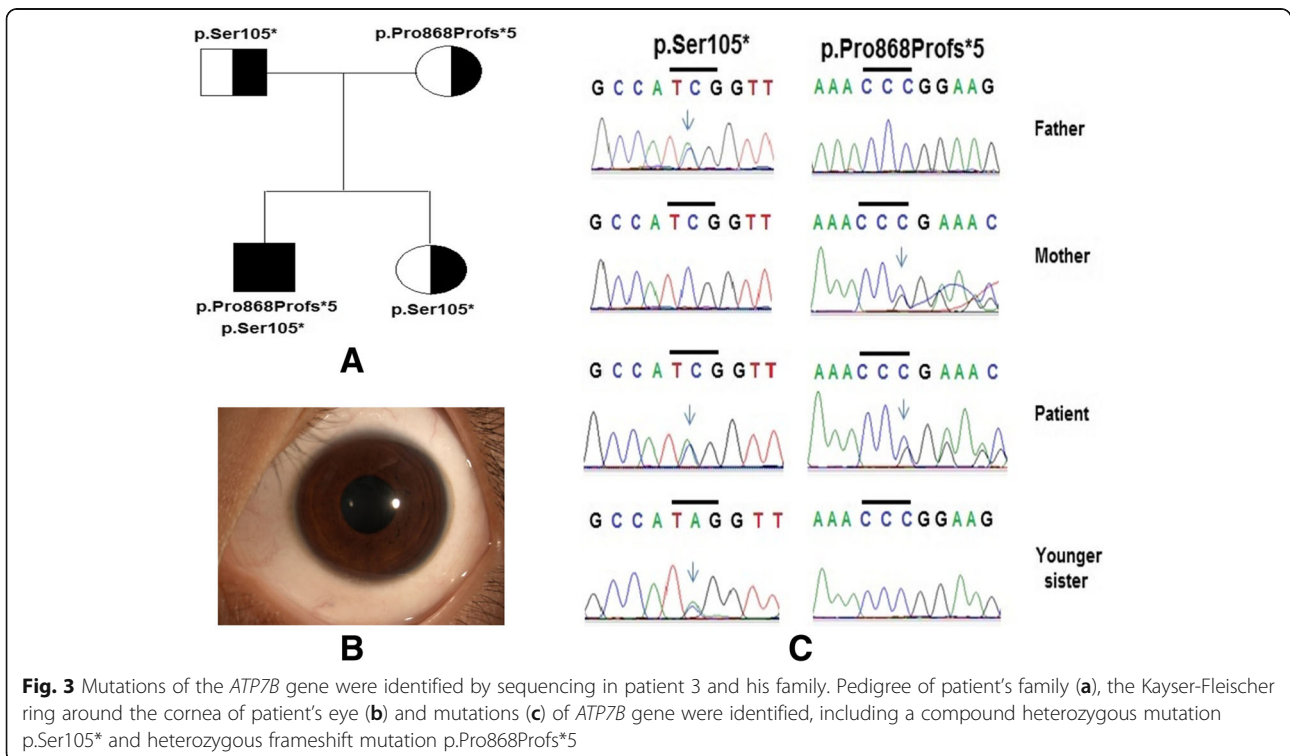 p.Ser105*
p.Pro868Profs*5
p.Pro868Profs*5
p.Ser105*
p.Ser105*
A
B
p.Ser105*
p.Pro868Profs*5
G C C A T C G G T T
A A A C C C G G A A G
Father
G C C A T C G G T T
A A A C C C G A A A C
Mother
G C C A T C G G T T
A A A C C C G A A A C
Patient
G C C A T A G G T T
A A A C C C G G A A G
Younger
sister
C
Fig. 3 Mutations of the ATP7B gene were identified by sequencing in patient 3 and his family. Pedigree of patient's family (a), the Kayser-Fleischer
ring around the cornea of patient's eye (b) and mutations (c) of ATP7B gene were identified, including a compound heterozygous mutation
p.Ser105* and heterozygous frameshift mutation p.Pro868Profs*5